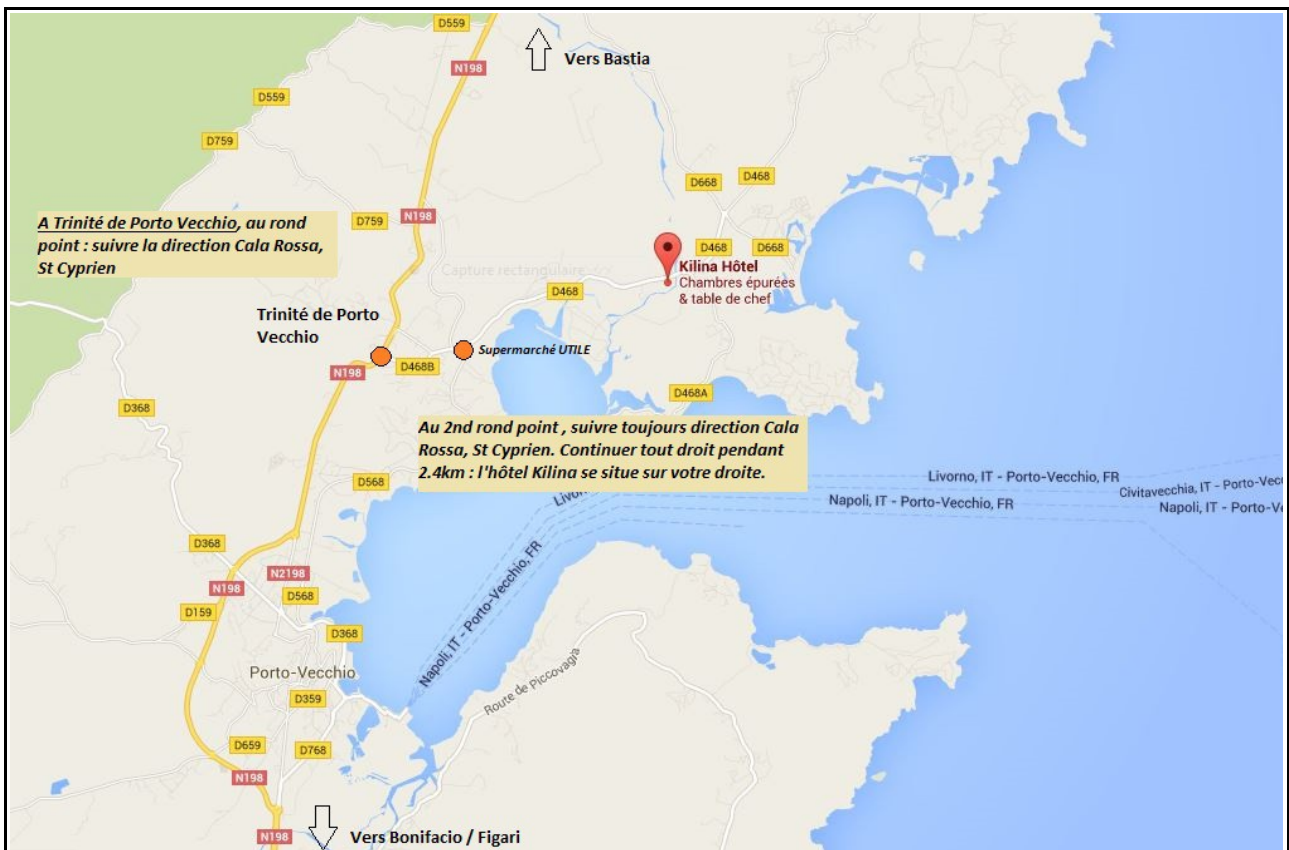 D559
Vers Bastia
N198
D559
D759
D668
D468
A Trinité de Porto Vecchio, au rond
point : suivre la direction Cala Rossa,
St Cyprien
D759
N198
D468
D668
Capture rectangulaire
Kilina Hôtel
Chambres épurées
& table de chef
D468
Trinité de Porto
Vecchio
Supermarché UTILE
D468B
N198
D468A
D368
Au 2nd rond point , suivre toujours direction Cala
Rossa, St Cyprien. Continuer tout droit pendant
2.4km : l'hôtel Kilina se situe sur votre droite.
D568
Livorno, IT - Porto-Vecchio, FR
Civitavecchia, IT - Porto-Vec
Livor
Napoli, IT - Porto-Vecchio, FR
Napoli, IT - Porto-V
D368
N2198
N198
D568
D159
D368
Napoli, IT - Porto-Vecchio, FR
Porto-Vecchio
Route de Piccovagia
D359
D659
D768
N198
N198
Vers Bonifacio / Figari